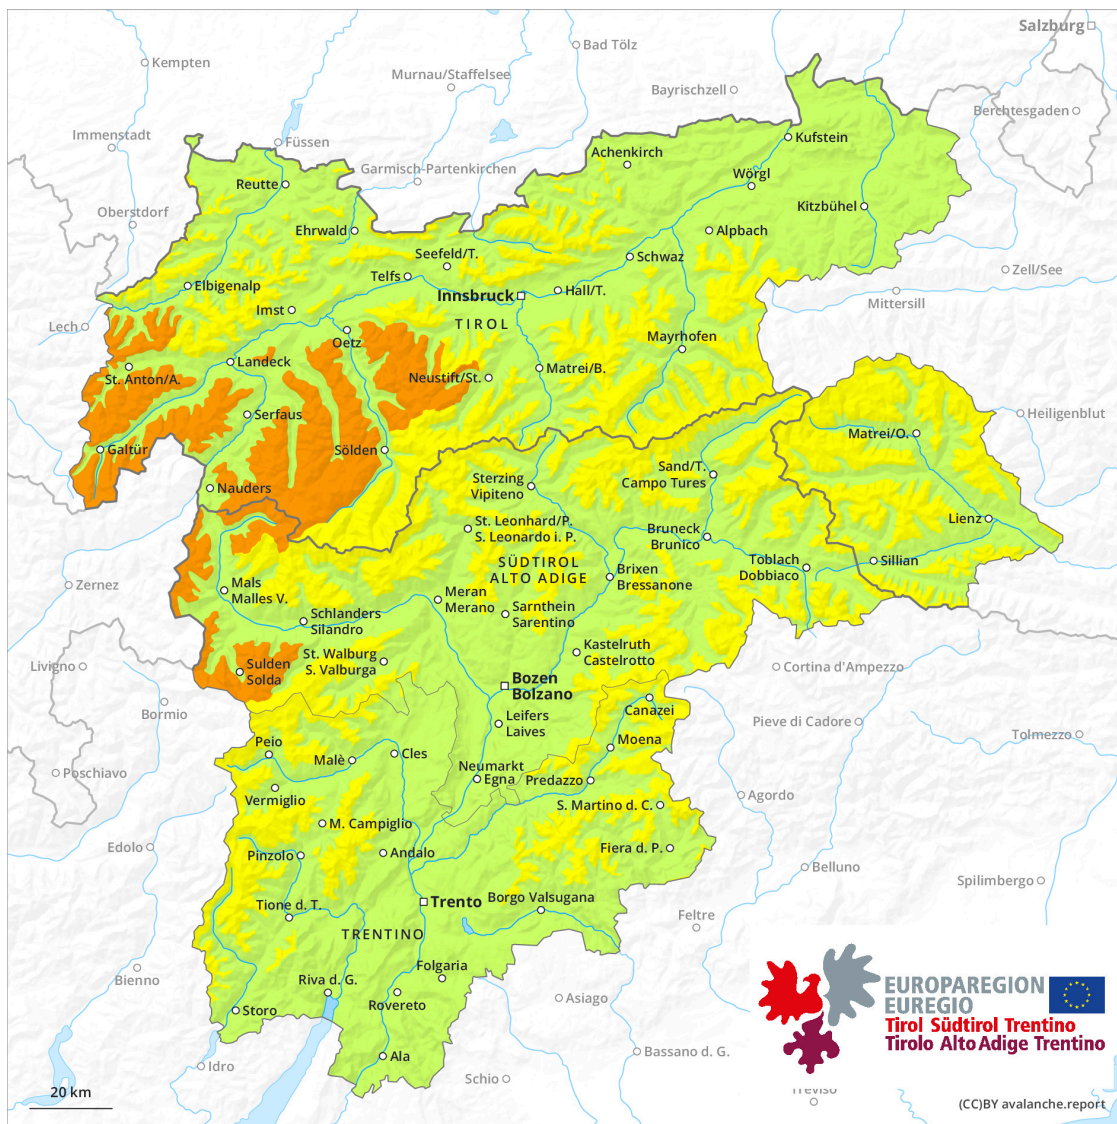 Salzburg
Bad Tölz
Kempten
Murnau/Staffelsee
Bayrischzell
Berchtesgaden
Immenstadt
Füssen
Kufstein
Achenkirch
Garmisch-Partenkirchen
Wörgl
Reutte
Oberstdorf
Kitzbühel
Ehrwald
Alpbach
Seefeld/T.
Schwaz
Zell/See
Telfs
Elbigenalp
Hall/T.
Innsbruck
Mittersill
Imst
TIROL
Lech
Oetz
Mayrhofen
Landeck
Matrei/B.
St. Anton/A.
Neustift/St.
Serfaus
Heiligenblut
Matrei/O.
Galtür
Sölden
Sand/T.
Campo Tures
Sterzing
Vipiteno
Nauders
Lienz
St. Leonhard/P.
S. Leonardo i. P.
Bruneck
Brunico
SÜDTIROL
ALTO ADIGE
Toblach
Dobbiaco
Sillian
Brixen
Bressanone
Zernez
Mals
Malles V.
Meran
Merano
Sarnthein
Sarentino
Schlanders
Silandro
Kastelruth
Castelrotto
St. Walburg
S. Valburga
Livigno
Sulden
Solda
Cortina d'Ampezzo
Bozen
Bolzano
Bormio
Canazei
Leifers
Laives
Pieve di Cadore
Tolmezzo
Moena
Peio
Cles
Malè
Poschiavo
Neumarkt
Egna
Predazzo
Vermiglio
Agordo
S. Martino d. C.
M. Campiglio
Edolo
Pinzolo
Andalo
Fiera d. P.
Belluno
Spilimbergo
Trento
Borgo Valsugana
Tione d. T.
Feltre
TRENTINO
Folgaria
Bienno
Riva d. G.
Rovereto
Asiago
Storo
EUROPAREGION
EUREGIO
Tirol Südtirol Trentino
Tirolo Alto Adige Trentino
Ala
Bassano d. G.
Idro
Schio
20 km
Treviso
(CC)BY avalanche.report